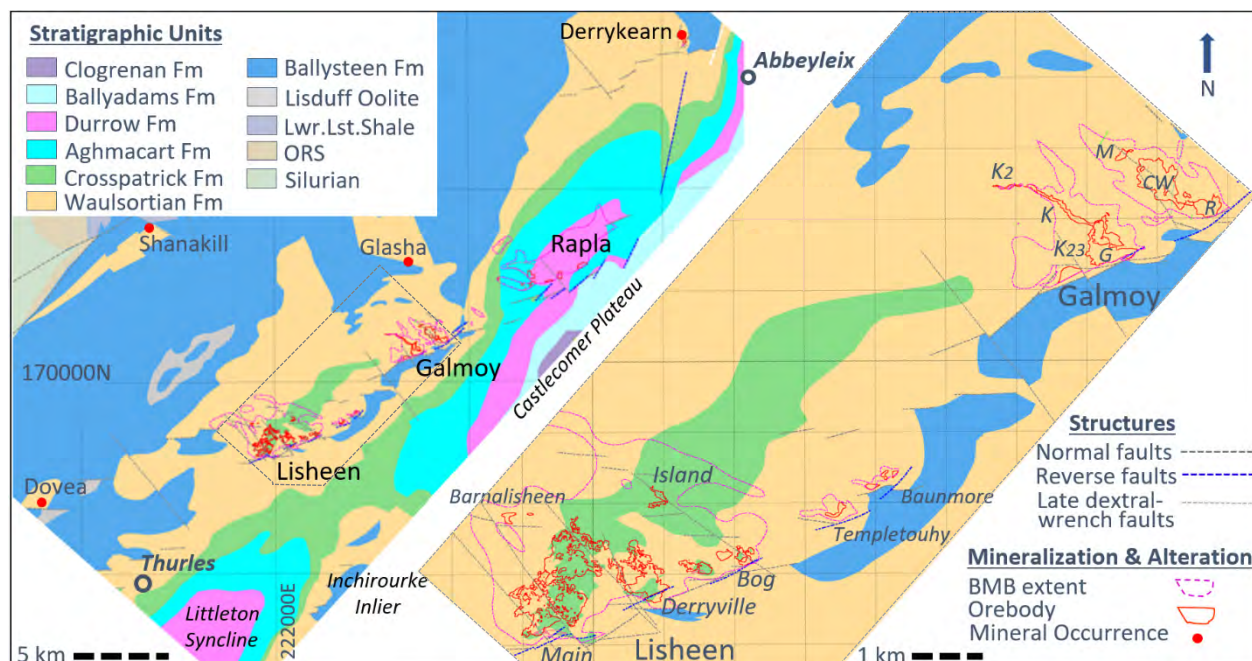 Stratigraphic Units
Clogrenan Fm
Ballyadams Fm
Durrow Fm
Aghmacart Fm
Crosspatrick Fm
Waulsortian Fm
Ballysteen Fm
Lisduff Oolite
Lwr.Lst.Shale
ORS
Silurian
Derrykearn
Abbeyleix
Shanakill
Glasha
Rapla
Galmoy
Castlecomer Plateau
170000N
Lisheen
Dovea
Thurles
Littleton
Syncline
222000E
Inchirourke
Inlier
5 km
N
M
K2
CW
R
K
K23
G
Galmoy
Island
Barnalisheen
Baunmore
Templetouhy
Bog
Derryville
Main
Lisheen
Structures
Normal faults
Reverse faults
Late dextral-
wrench faults
Mineralization & Alteration
BMB extent
Orebody
Mineral Occurrence
1 km